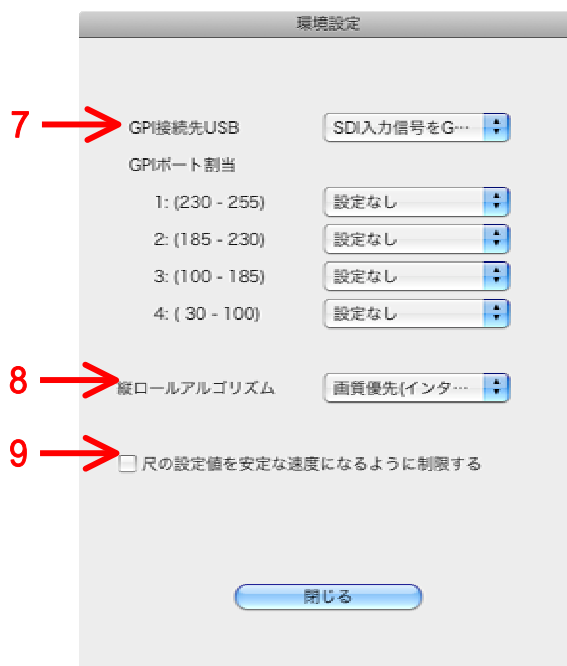 環境設定
7
GPI接続先USB
SDI入力信号をG…
GPIポート割当
1: (230 - 255)
設定なし
2: (185 - 230)
設定なし
3: (100 - 185)
設定なし
4: ( 30 - 100)
設定なし
8
縦ロールアルゴリズム
画質優先(インタ…
9
尺の設定値を安定な速度になるように制限する
閉じる